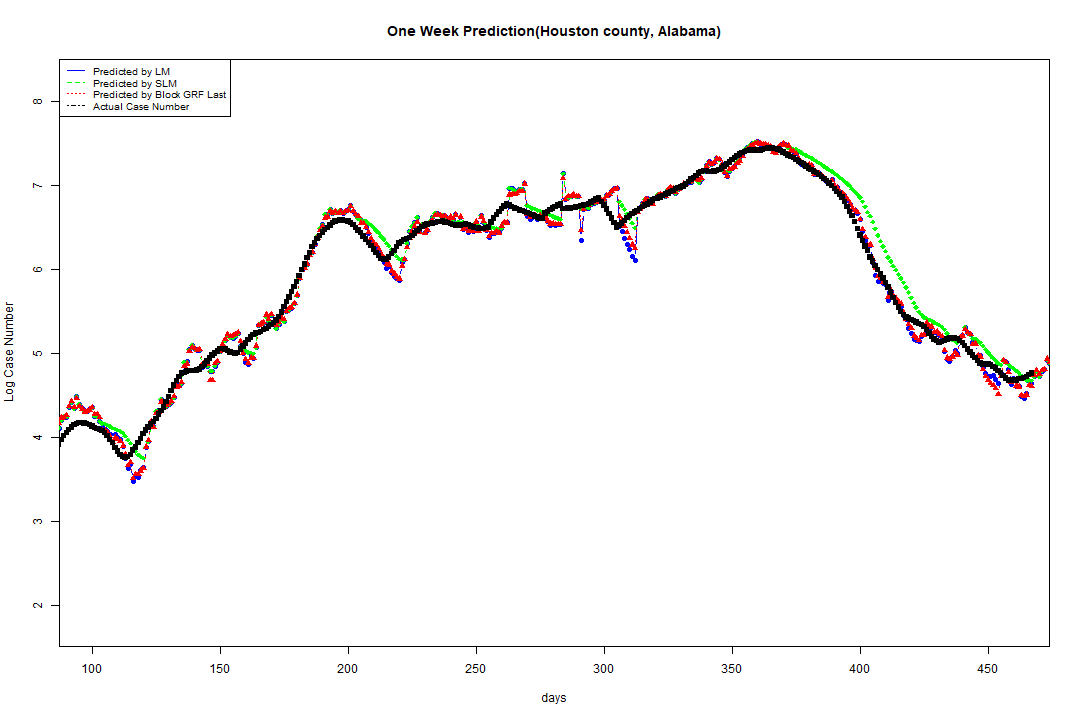 One Week Prediction(Houston county, Alabama)
Predicted by LM
Predicted by SLM
Predicted by Block GRF Last
Actual Case Number
Log Case Number
8
7
6
5
4
3
2
100 150 200 250 300 350 400 450
days